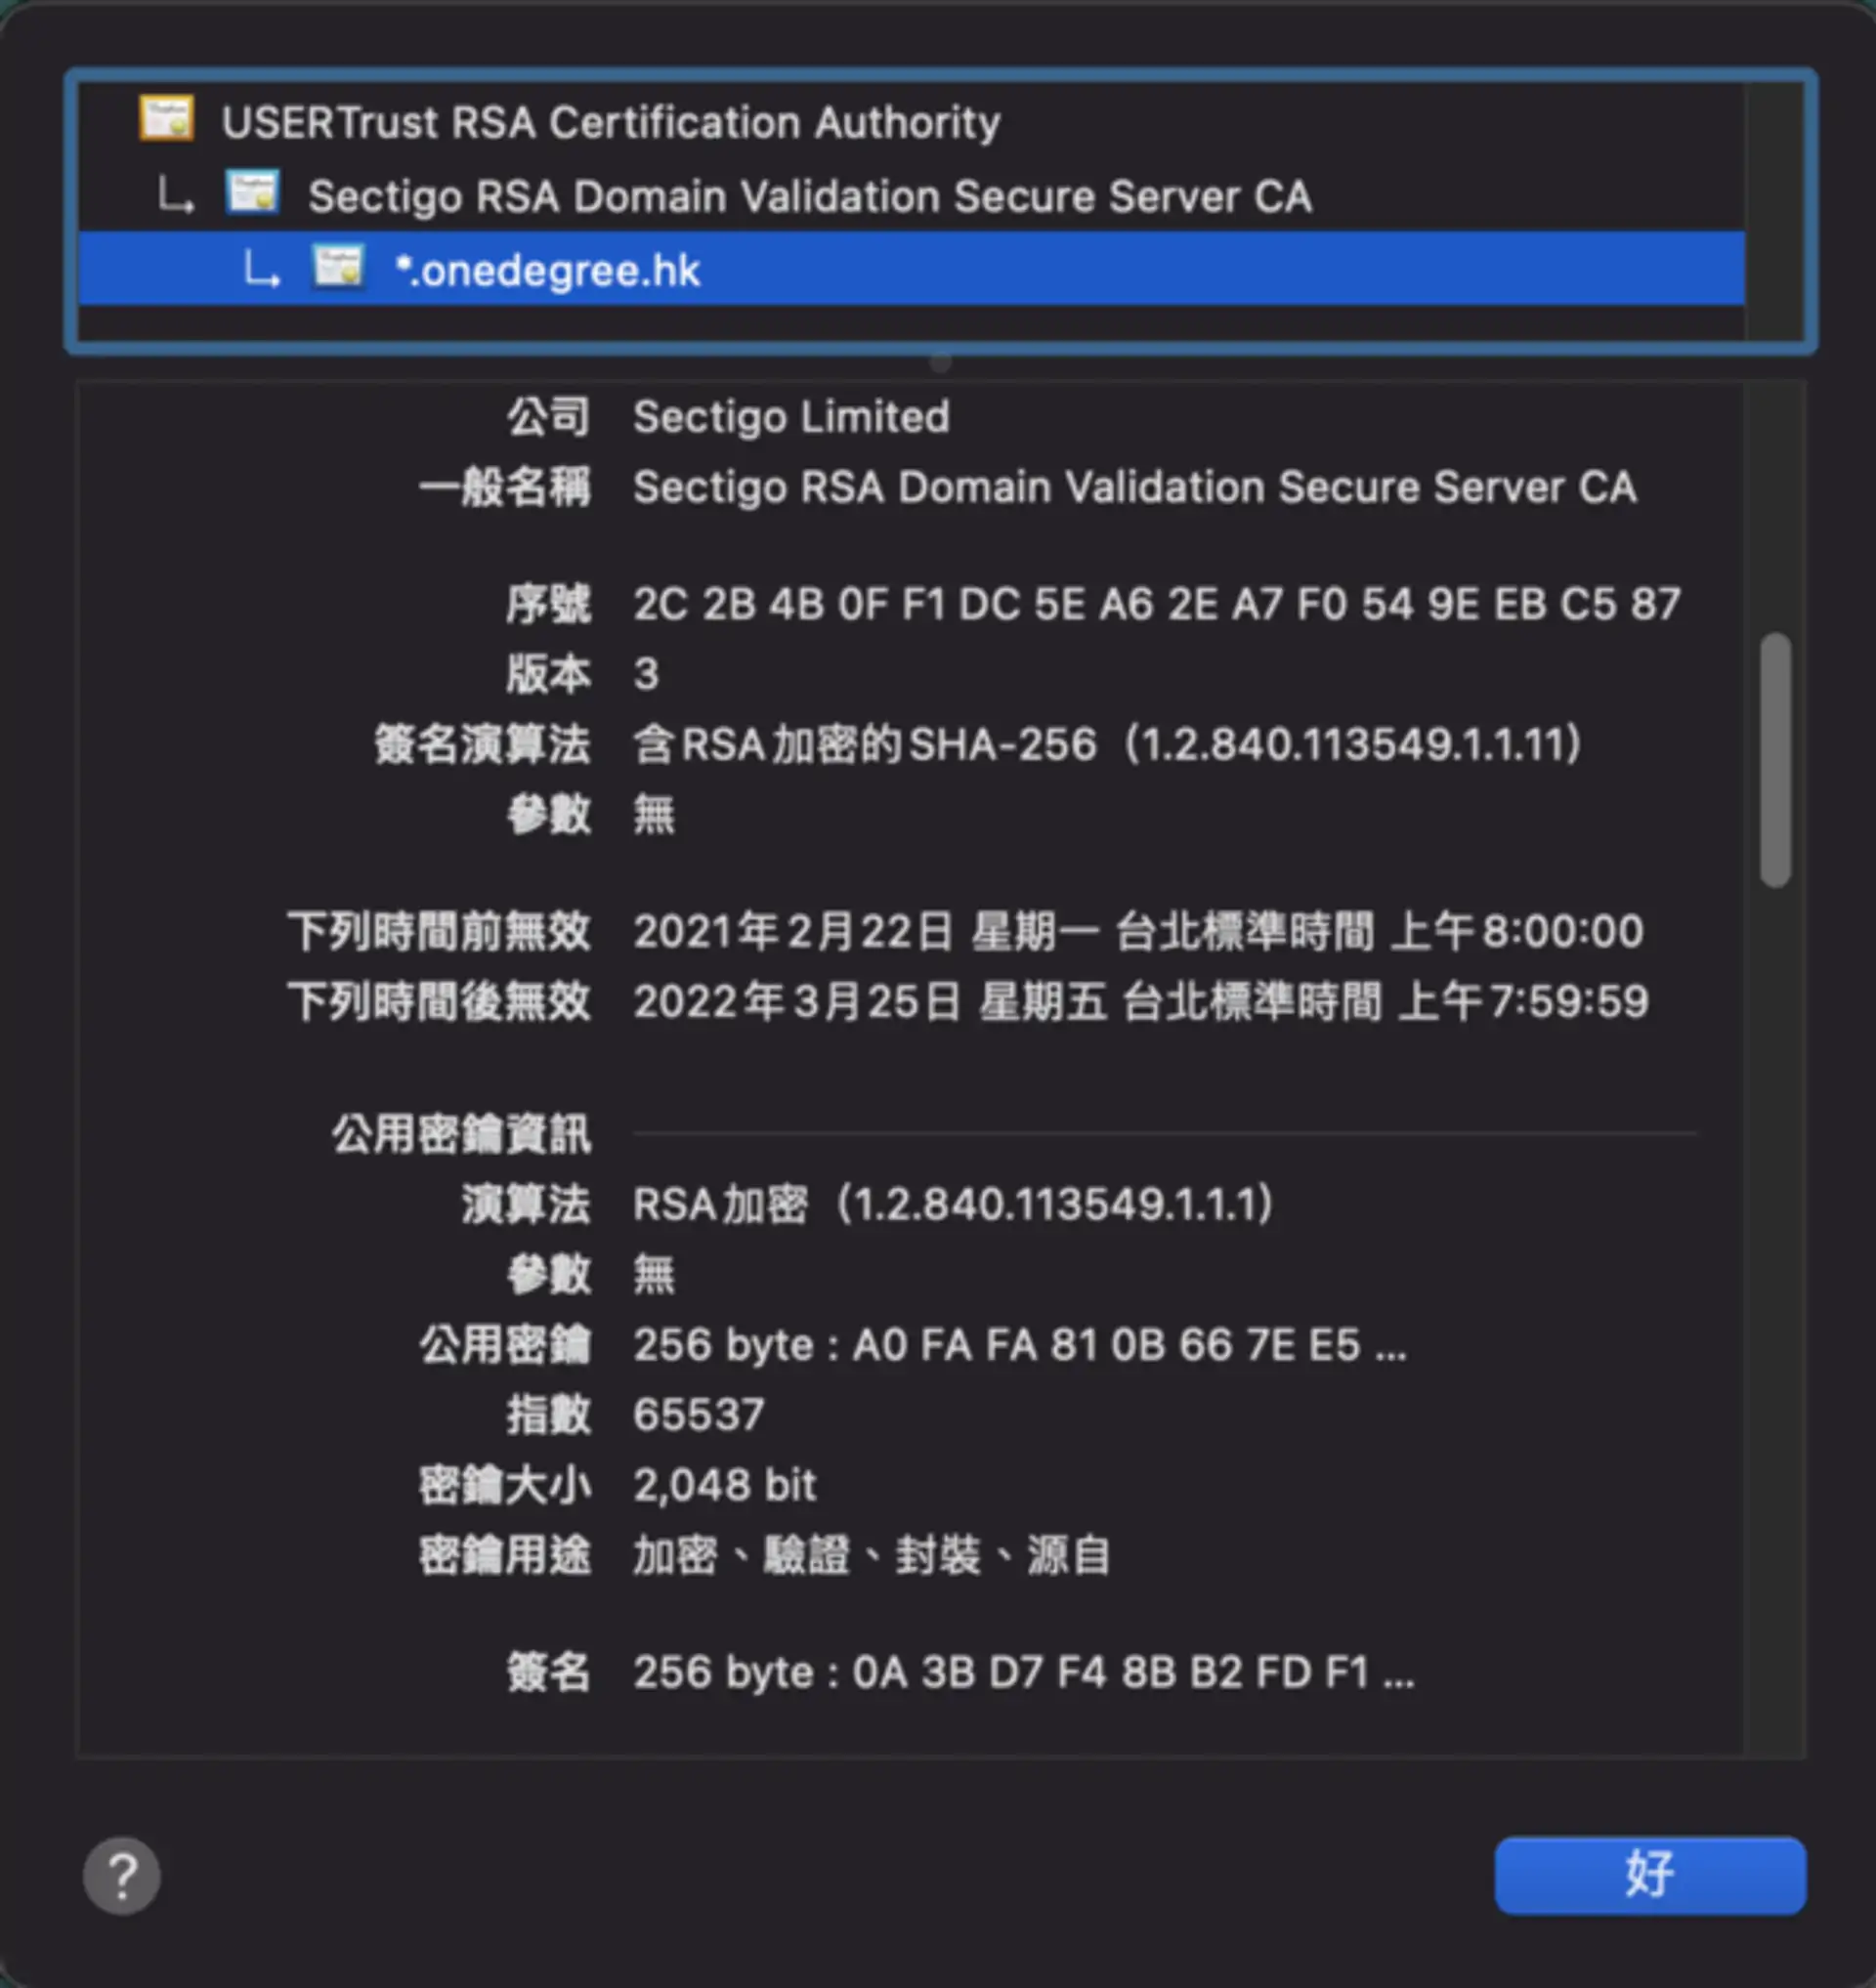 USERTrust RSA Certification Authority
Sectigo RSA Domain Validation Secure Server CA
*.onedegree.hk
公司 Sectigo Limited
一般名稱 Sectigo RSA Domain Validation Secure Server CA
序號 2C 2B 4B 0F F1 DC 5E A6 2E A7 F0 54 9E EB C5 87
版本 3
簽名演算法 含RSA加密的SHA-256（1.2.840.113549.1.1.11）
參數 無
下列時間前無效 2021年2月22日 星期一 台北標準時間 上午8:00:00
下列時間後無效 2022年3月25日 星期五 台北標準時間 上午7:59:59
公用密鑰資訊
演算法 RSA加密（1.2.840.113549.1.1.1）
參數 無
公用密鑰 256 byte : A0 FA FA 81 0B 66 7E E5 ...
指數 65537
密鑰大小 2,048 bit
密鑰用途 加密、驗證、封裝、源自
簽名 256 byte : 0A 3B D7 F4 8B B2 FD F1 ...
?
好